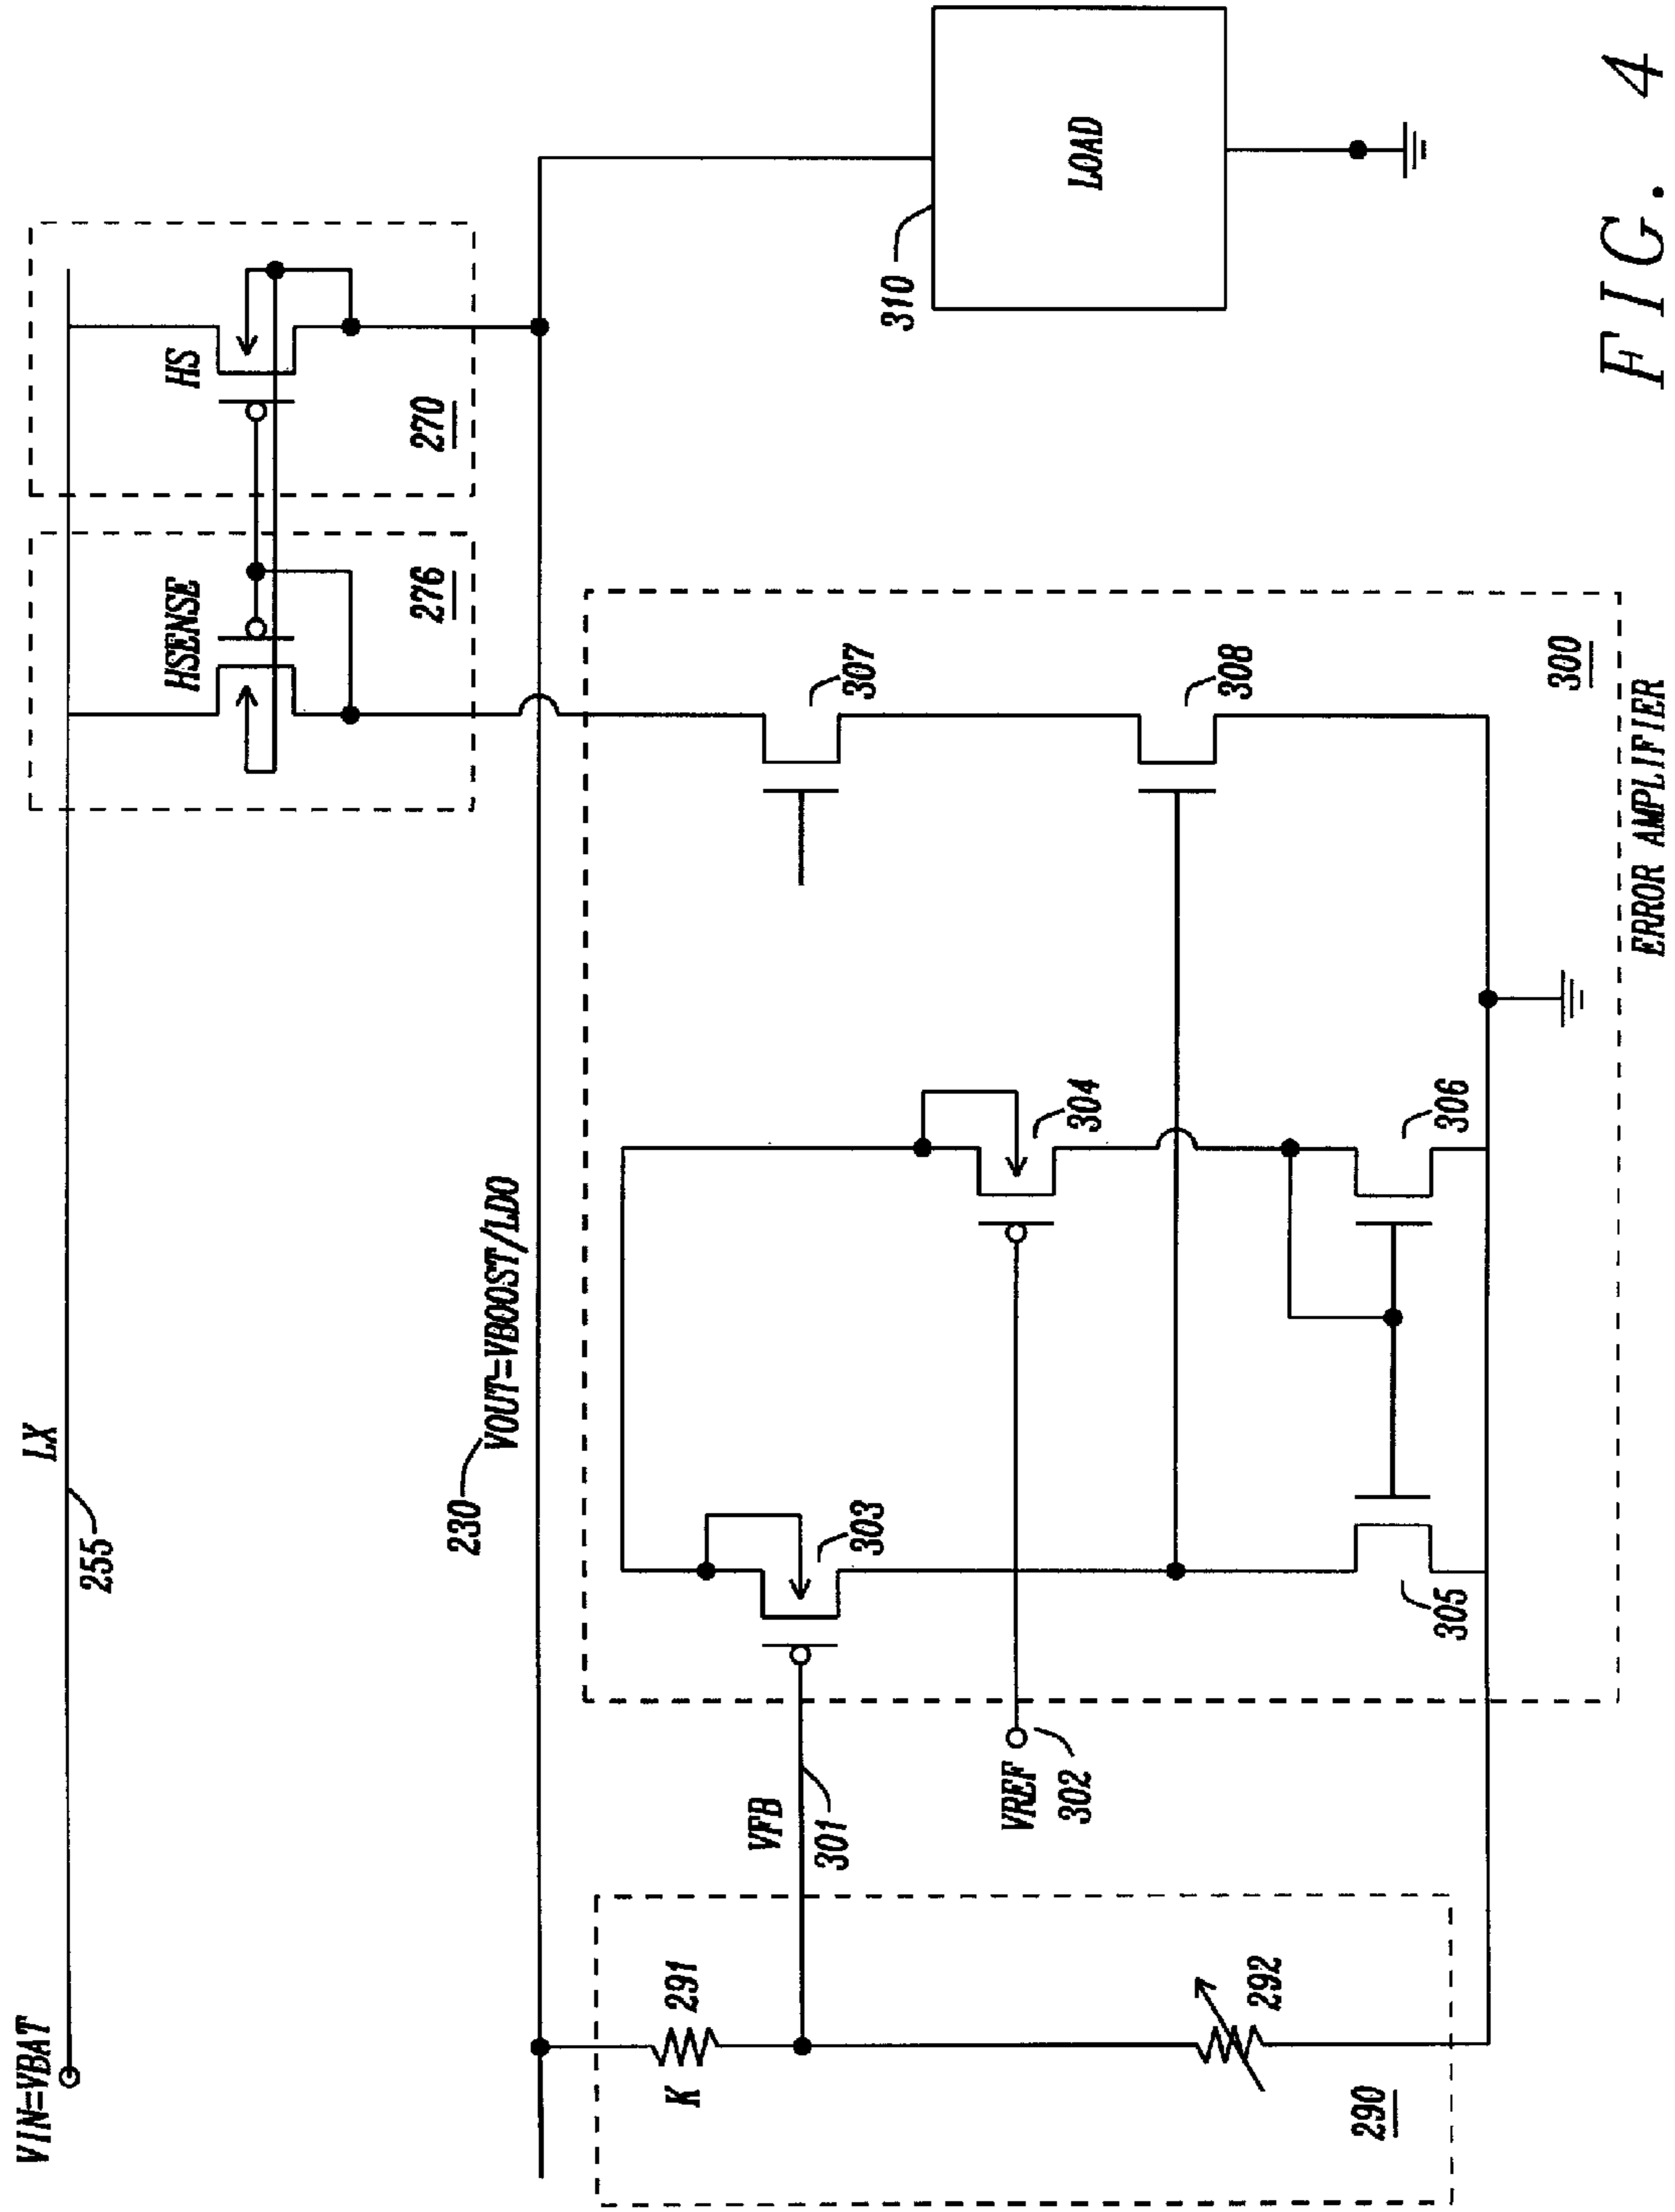 VIN=VBAT
LX
255
HSENSE
276
HS
270
230
VOUT=VBOOST/LDO
K
291
292
290
VFB
301
VREF
302
303
304
305
306
307
308
300
ERROR AMPLIFIER
310
LOAD
FIG. 4